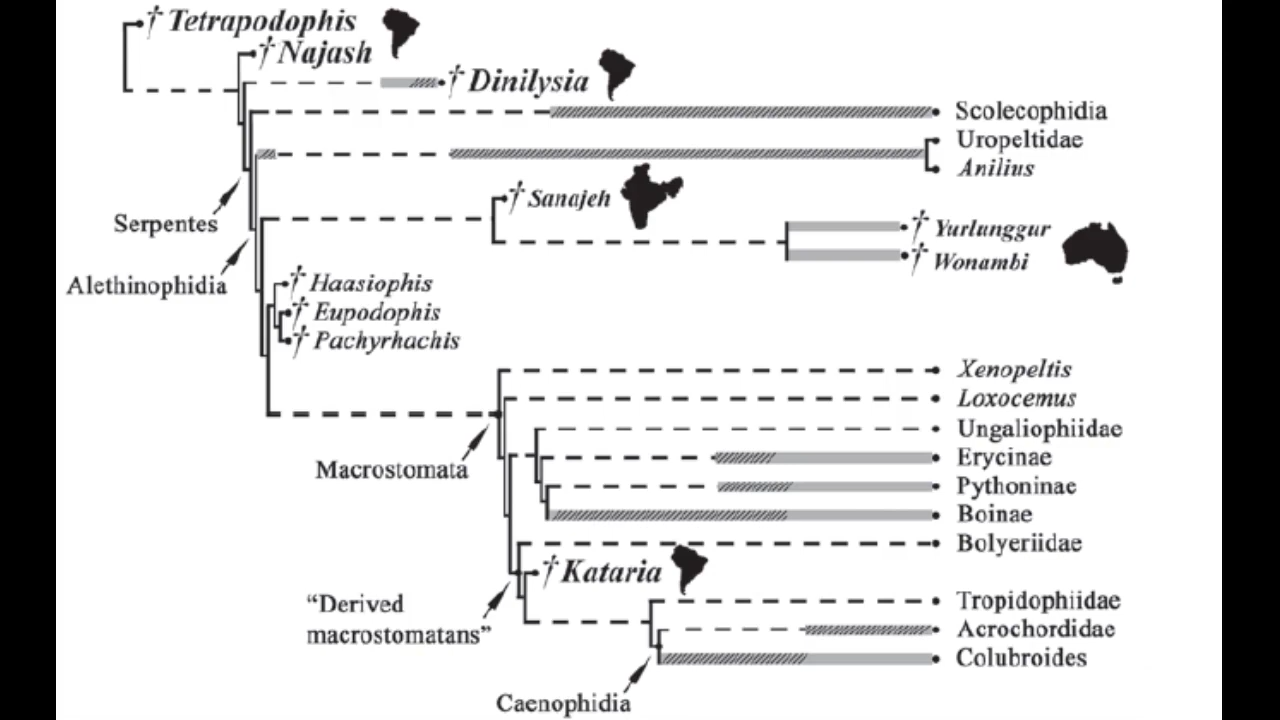 † Tetrapodophis
† Najash
† Dinilysia
Scolecophidia
Uropeltidae
Anilius
† Sanajeh
Serpentes
† Yurlunggur
† Wonambi
Alethinophidia
† Haasiophis
† Eupodophis
† Pachyrhachis
Xenopeltis
Loxocemus
Ungaliophiidae
Macrostomata
Erycinae
Pythoninae
Boinae
Bolyeriidae
† Kataria
"Derived
macrostomatans"
Tropidophiidae
Acrochordidae
Colubroides
Caenophidia